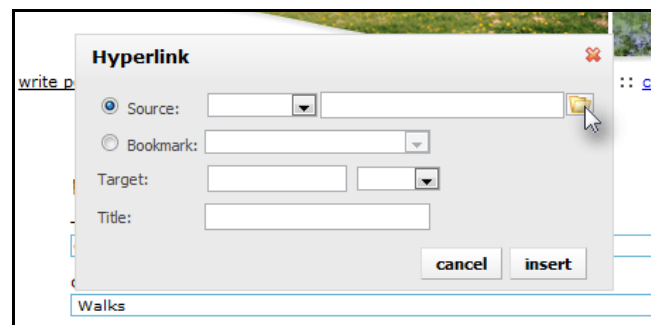 Hyperlink
write p
:: c
Source:
Bookmark:
Target:
Title:
cancel insert
Walks